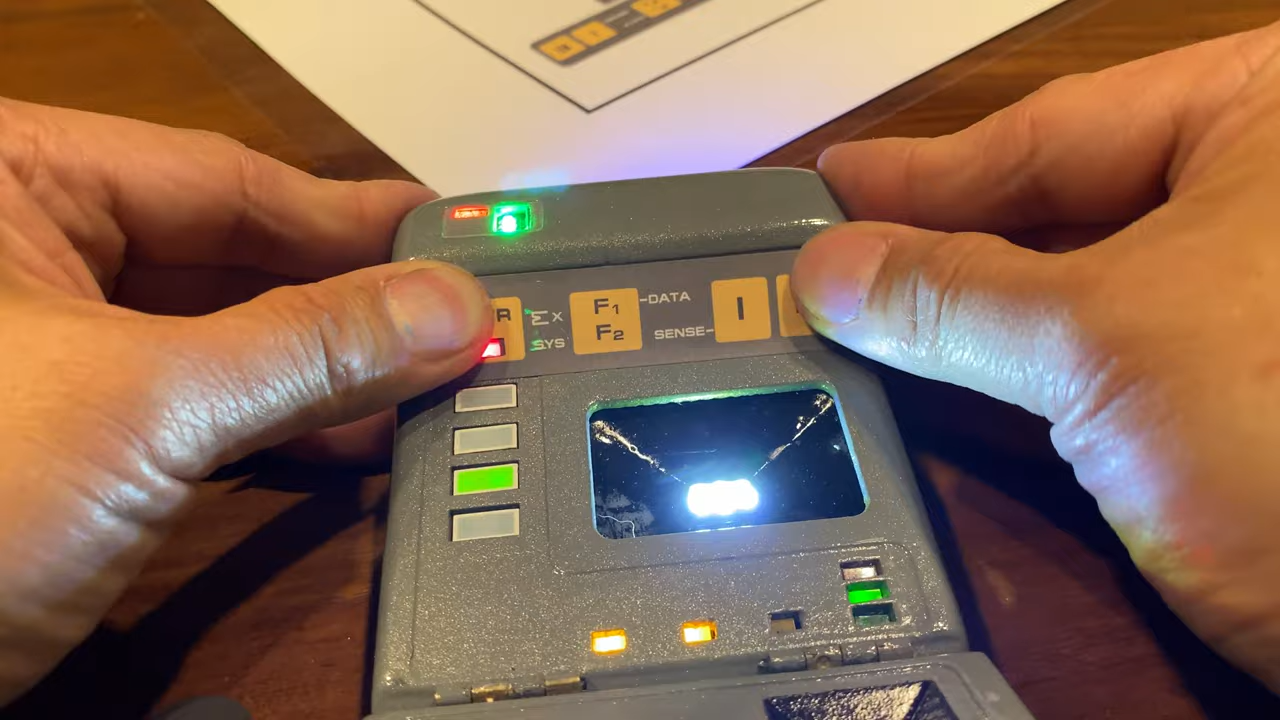 R
Σx
SYS
F₁
F₂
-DATA
SENSE-
I